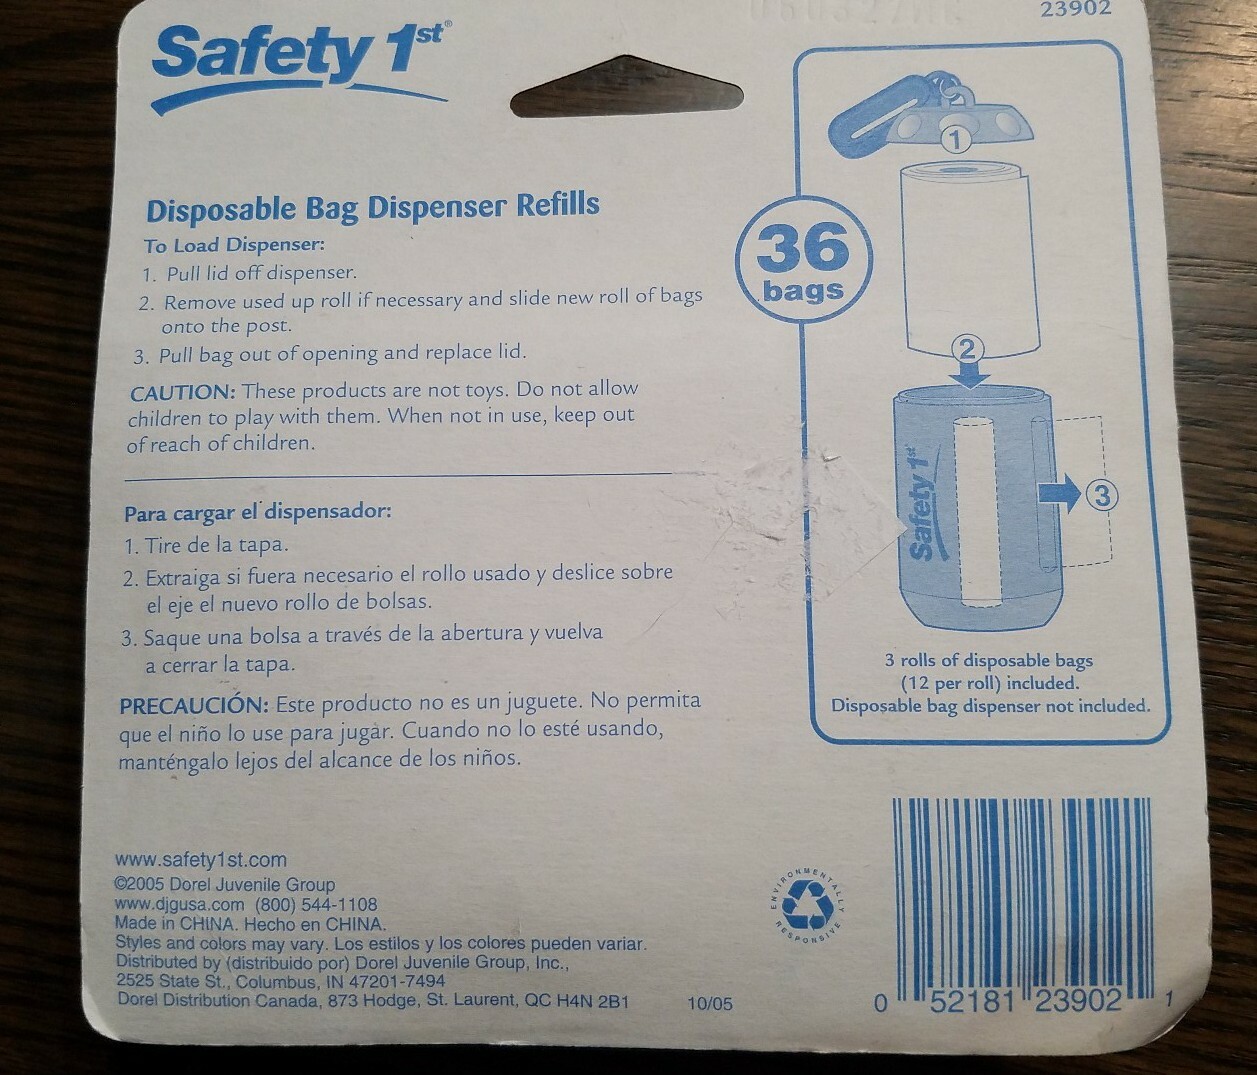 Safety 1st®
23902
Disposable Bag Dispenser Refills
To Load Dispenser:
1. Pull lid off dispenser.
2. Remove used up roll if necessary and slide new roll of bags
onto the post.
3. Pull bag out of opening and replace lid.
CAUTION: These products are not toys. Do not allow
children to play with them. When not in use, keep out
of reach of children.
Para cargar el dispensador:
1. Tire de la tapa.
2. Extraiga si fuera necesario el rollo usado y deslice sobre
el eje el nuevo rollo de bolsas.
3. Saque una bolsa a través de la abertura y vuelva
a cerrar la tapa.
PRECAUCIÓN: Este producto no es un juguete. No permita
que el niño lo use para jugar. Cuando no lo esté usando,
manténgalo lejos del alcance de los niños.
36
bags
1
2
Safety 1st
3
3 rolls of disposable bags
(12 per roll) included.
Disposable bag dispenser not included.
www.safety1st.com
©2005 Dorel Juvenile Group
www.djgusa.com (800) 544-1108
Made in CHINA. Hecho en CHINA.
Styles and colors may vary. Los estilos y los colores pueden variar.
Distributed by (distribuido por) Dorel Juvenile Group, Inc.,
2525 State St., Columbus, IN 47201-7494
Dorel Distribution Canada, 873 Hodge, St. Laurent, QC H4N 2B1 10/05
ENVIRONMENTALLY RESPONSIVE
0 52181 23902 1